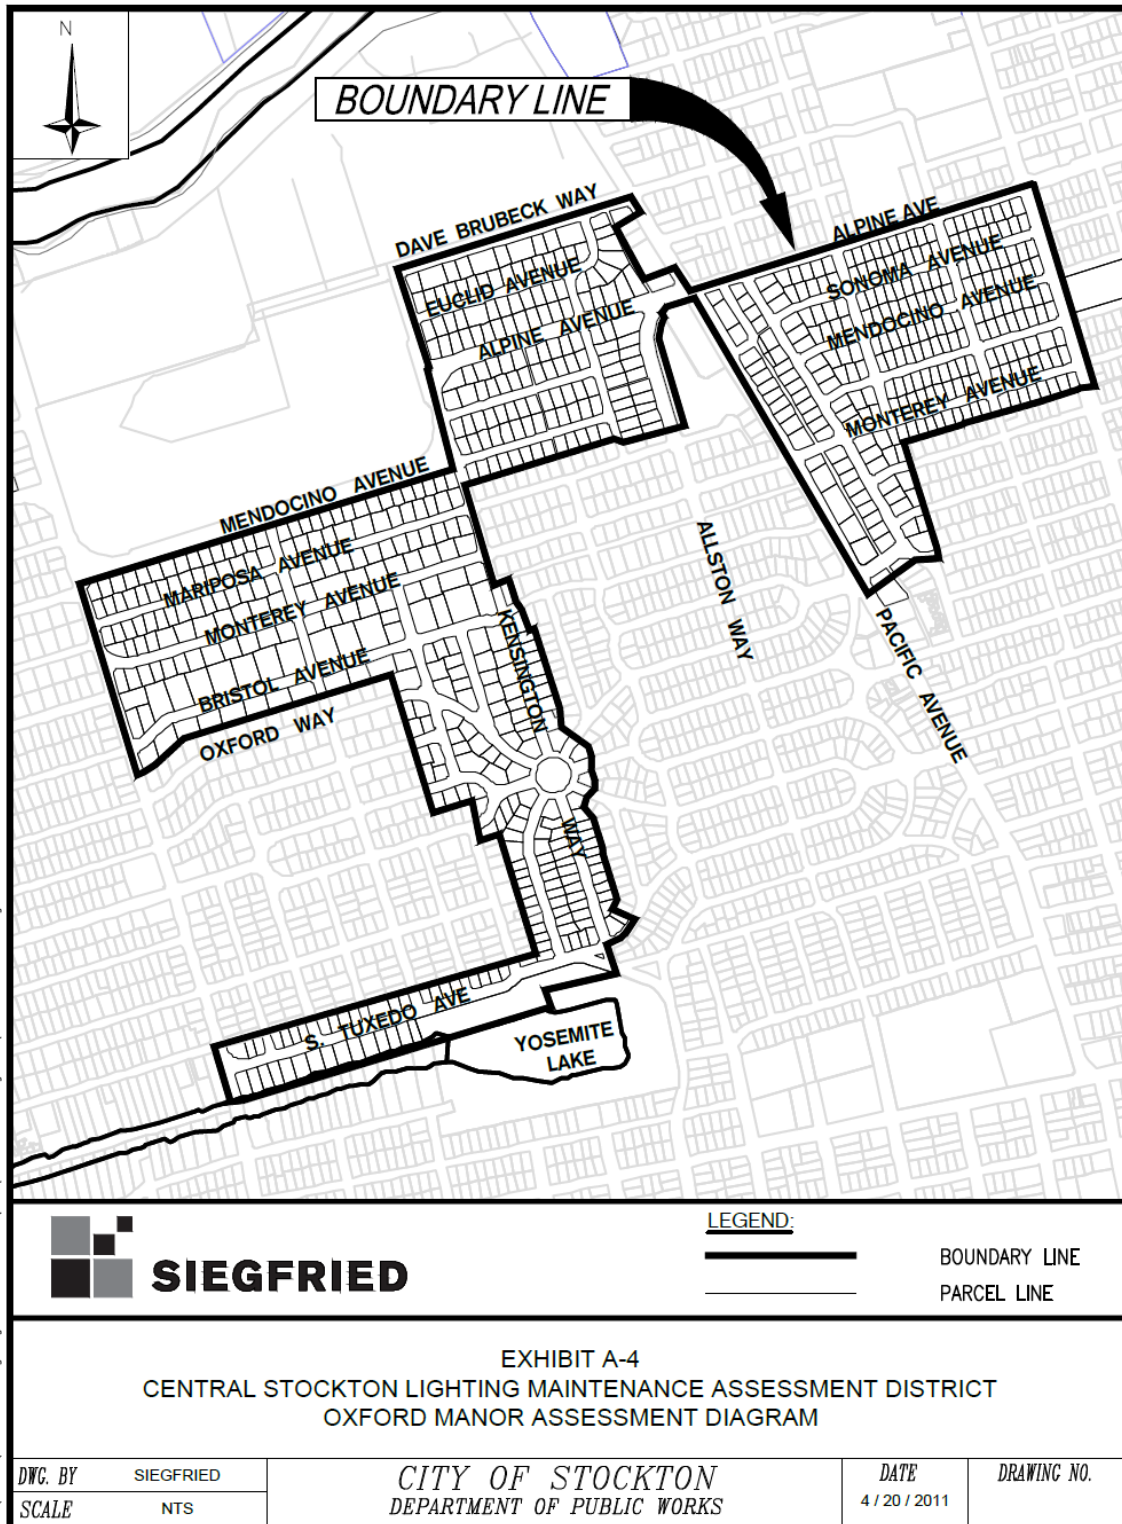 N
BOUNDARY LINE
DAVE BRUBECK WAY
ALPINE AVE
EUCLID AVENUE
SONOMA AVENUE
ALPINE AVENUE
MENDOCINO AVENUE
MONTEREY AVENUE
MENDOCINO AVENUE
MARIPOSA AVENUE
MONTEREY AVENUE
ALLSTON WAY
KENSINGTON
PACIFIC AVENUE
BRISTOL AVENUE
OXFORD WAY
WAY
S. TUXEDO AVE
YOSEMITE
LAKE
SIEGFRIED
LEGEND:
BOUNDARY LINE
PARCEL LINE
EXHIBIT A-4
CENTRAL STOCKTON LIGHTING MAINTENANCE ASSESSMENT DISTRICT
OXFORD MANOR ASSESSMENT DIAGRAM
DWG. BY SIEGFRIED
SCALE NTS
CITY OF STOCKTON
DEPARTMENT OF PUBLIC WORKS
DATE
4 / 20 / 2011
DRAWING NO.